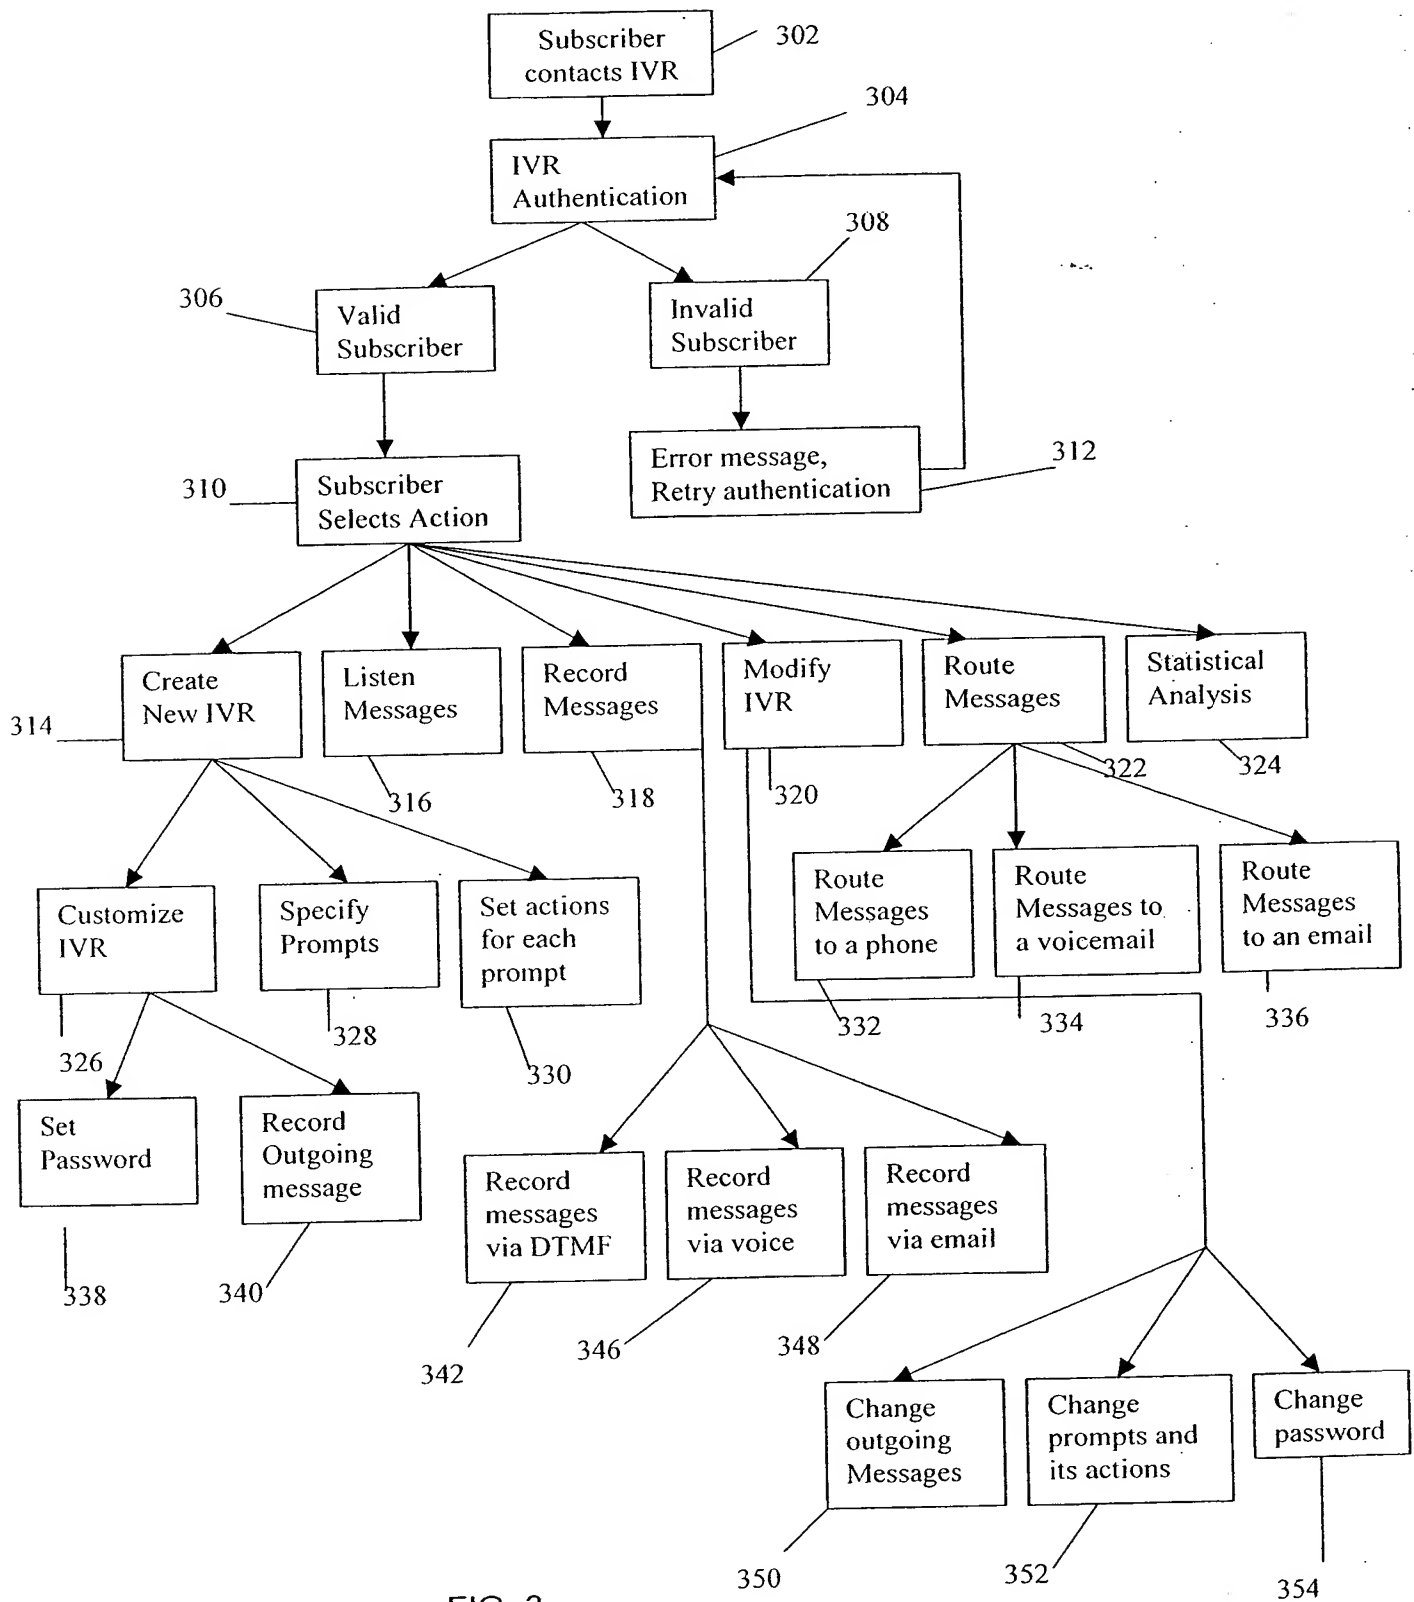 Subscriber
contacts IVR
302
304
IVR
Authentication
308
306
Valid
Subscriber
Invalid
Subscriber
310
Subscriber
Selects Action
Error message,
Retry authentication
312
314
Create
New IVR
Listen
Messages
Record
Messages
Modify
IVR
Route
Messages
Statistical
Analysis
316
318
320
322
324
Customize
IVR
Specify
Prompts
Set actions
for each
prompt
Route
Messages
to a phone
Route
Messages to
a voicemail
Route
Messages
to an email
326
328
330
332
334
336
Set
Password
Record
Outgoing
message
Record
messages
via DTMF
Record
messages
via voice
Record
messages
via email
338
340
342
346
348
Change
outgoing
Messages
Change
prompts and
its actions
Change
password
350
352
354